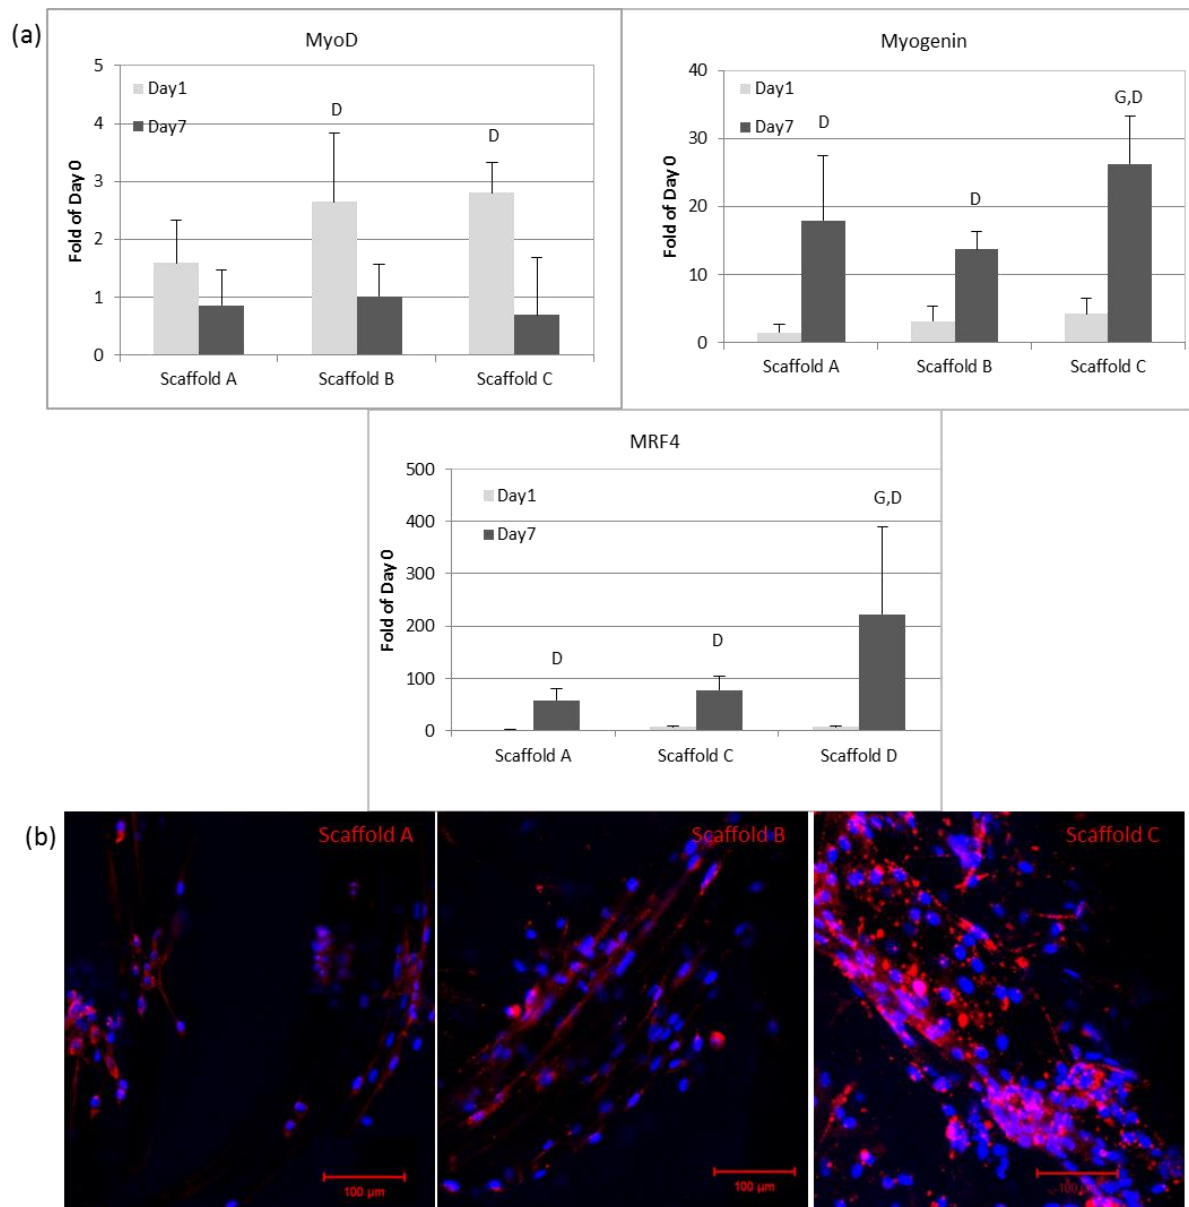 (a)
MyoD
5
4
3
2
1
0
Fold of Day 0
Day1
Day7
D
D
Scaffold A
Scaffold B
Scaffold C
Myogenin
40
30
20
10
0
Fold of Day 0
Day1
Day7
D
D
G,D
Scaffold A
Scaffold B
Scaffold C
MRF4
500
400
300
200
100
0
Fold of Day 0
Day1
Day7
D
D
G,D
Scaffold A
Scaffold C
Scaffold D
(b)
Scaffold A
Scaffold B
Scaffold C
100 µm
100 µm
100 µm